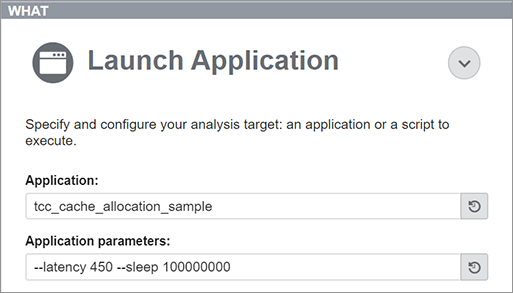 WHAT
Launch Application
Specify and configure your analysis target: an application or a script to
execute.
Application:
tcc_cache_allocation_sample
Application parameters:
--latency 450 --sleep 100000000